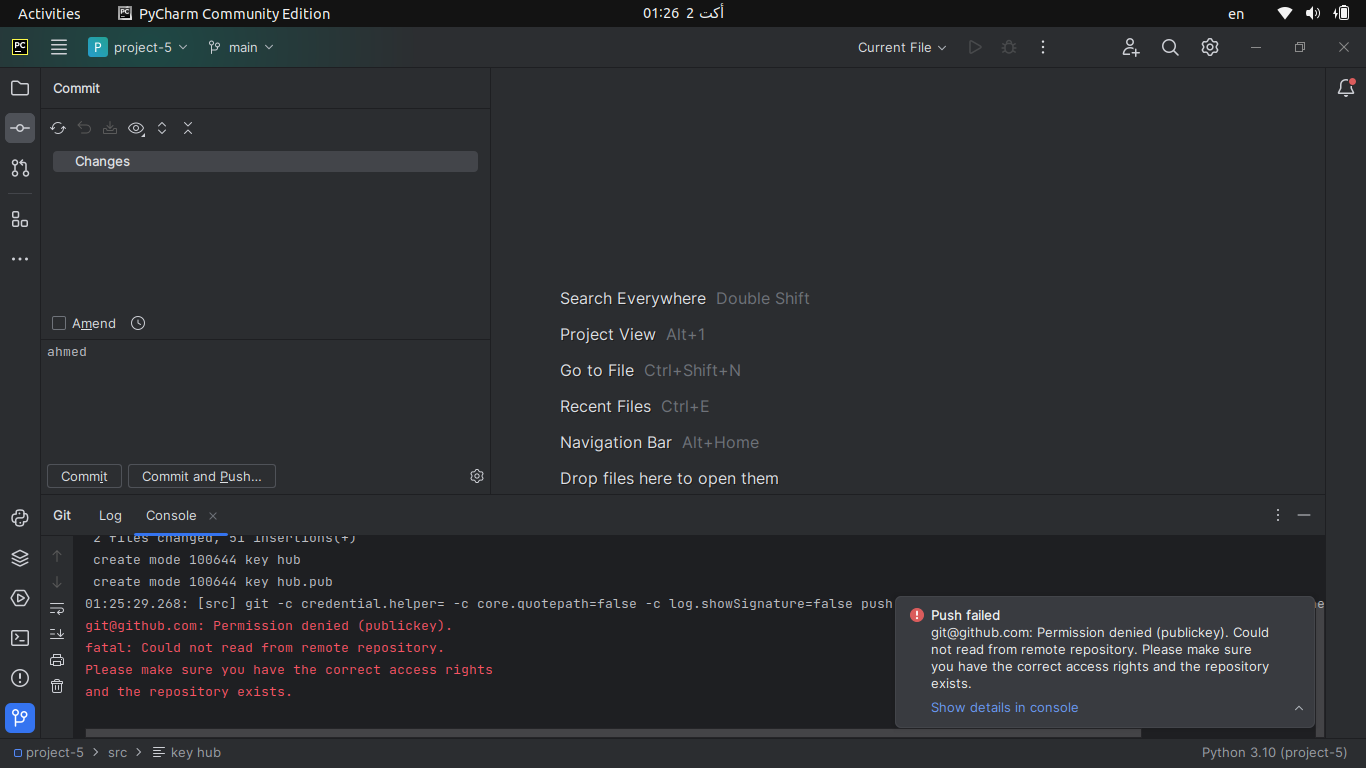 Activities PyCharm Community Edition 01:26 2 أكت en
project-5 main Current File
Commit
Changes
Amend
ahmed
Commit Commit and Push...
Search Everywhere Double Shift
Project View Alt+1
Go to File Ctrl+Shift+N
Recent Files Ctrl+E
Navigation Bar Alt+Home
Drop files here to open them
Git Log Console
2 files changed, 51 insertions(+)
create mode 100644 key hub
create mode 100644 key hub.pub
01:25:29.268: [src] git -c credential.helper= -c core.quotepath=false -c log.showSignature=false push
git@github.com: Permission denied (publickey).
fatal: Could not read from remote repository.
Please make sure you have the correct access rights
and the repository exists.
Push failed
git@github.com: Permission denied (publickey). Could
not read from remote repository. Please make sure
you have the correct access rights and the repository
exists.
Show details in console
project-5 src key hub Python 3.10 (project-5)